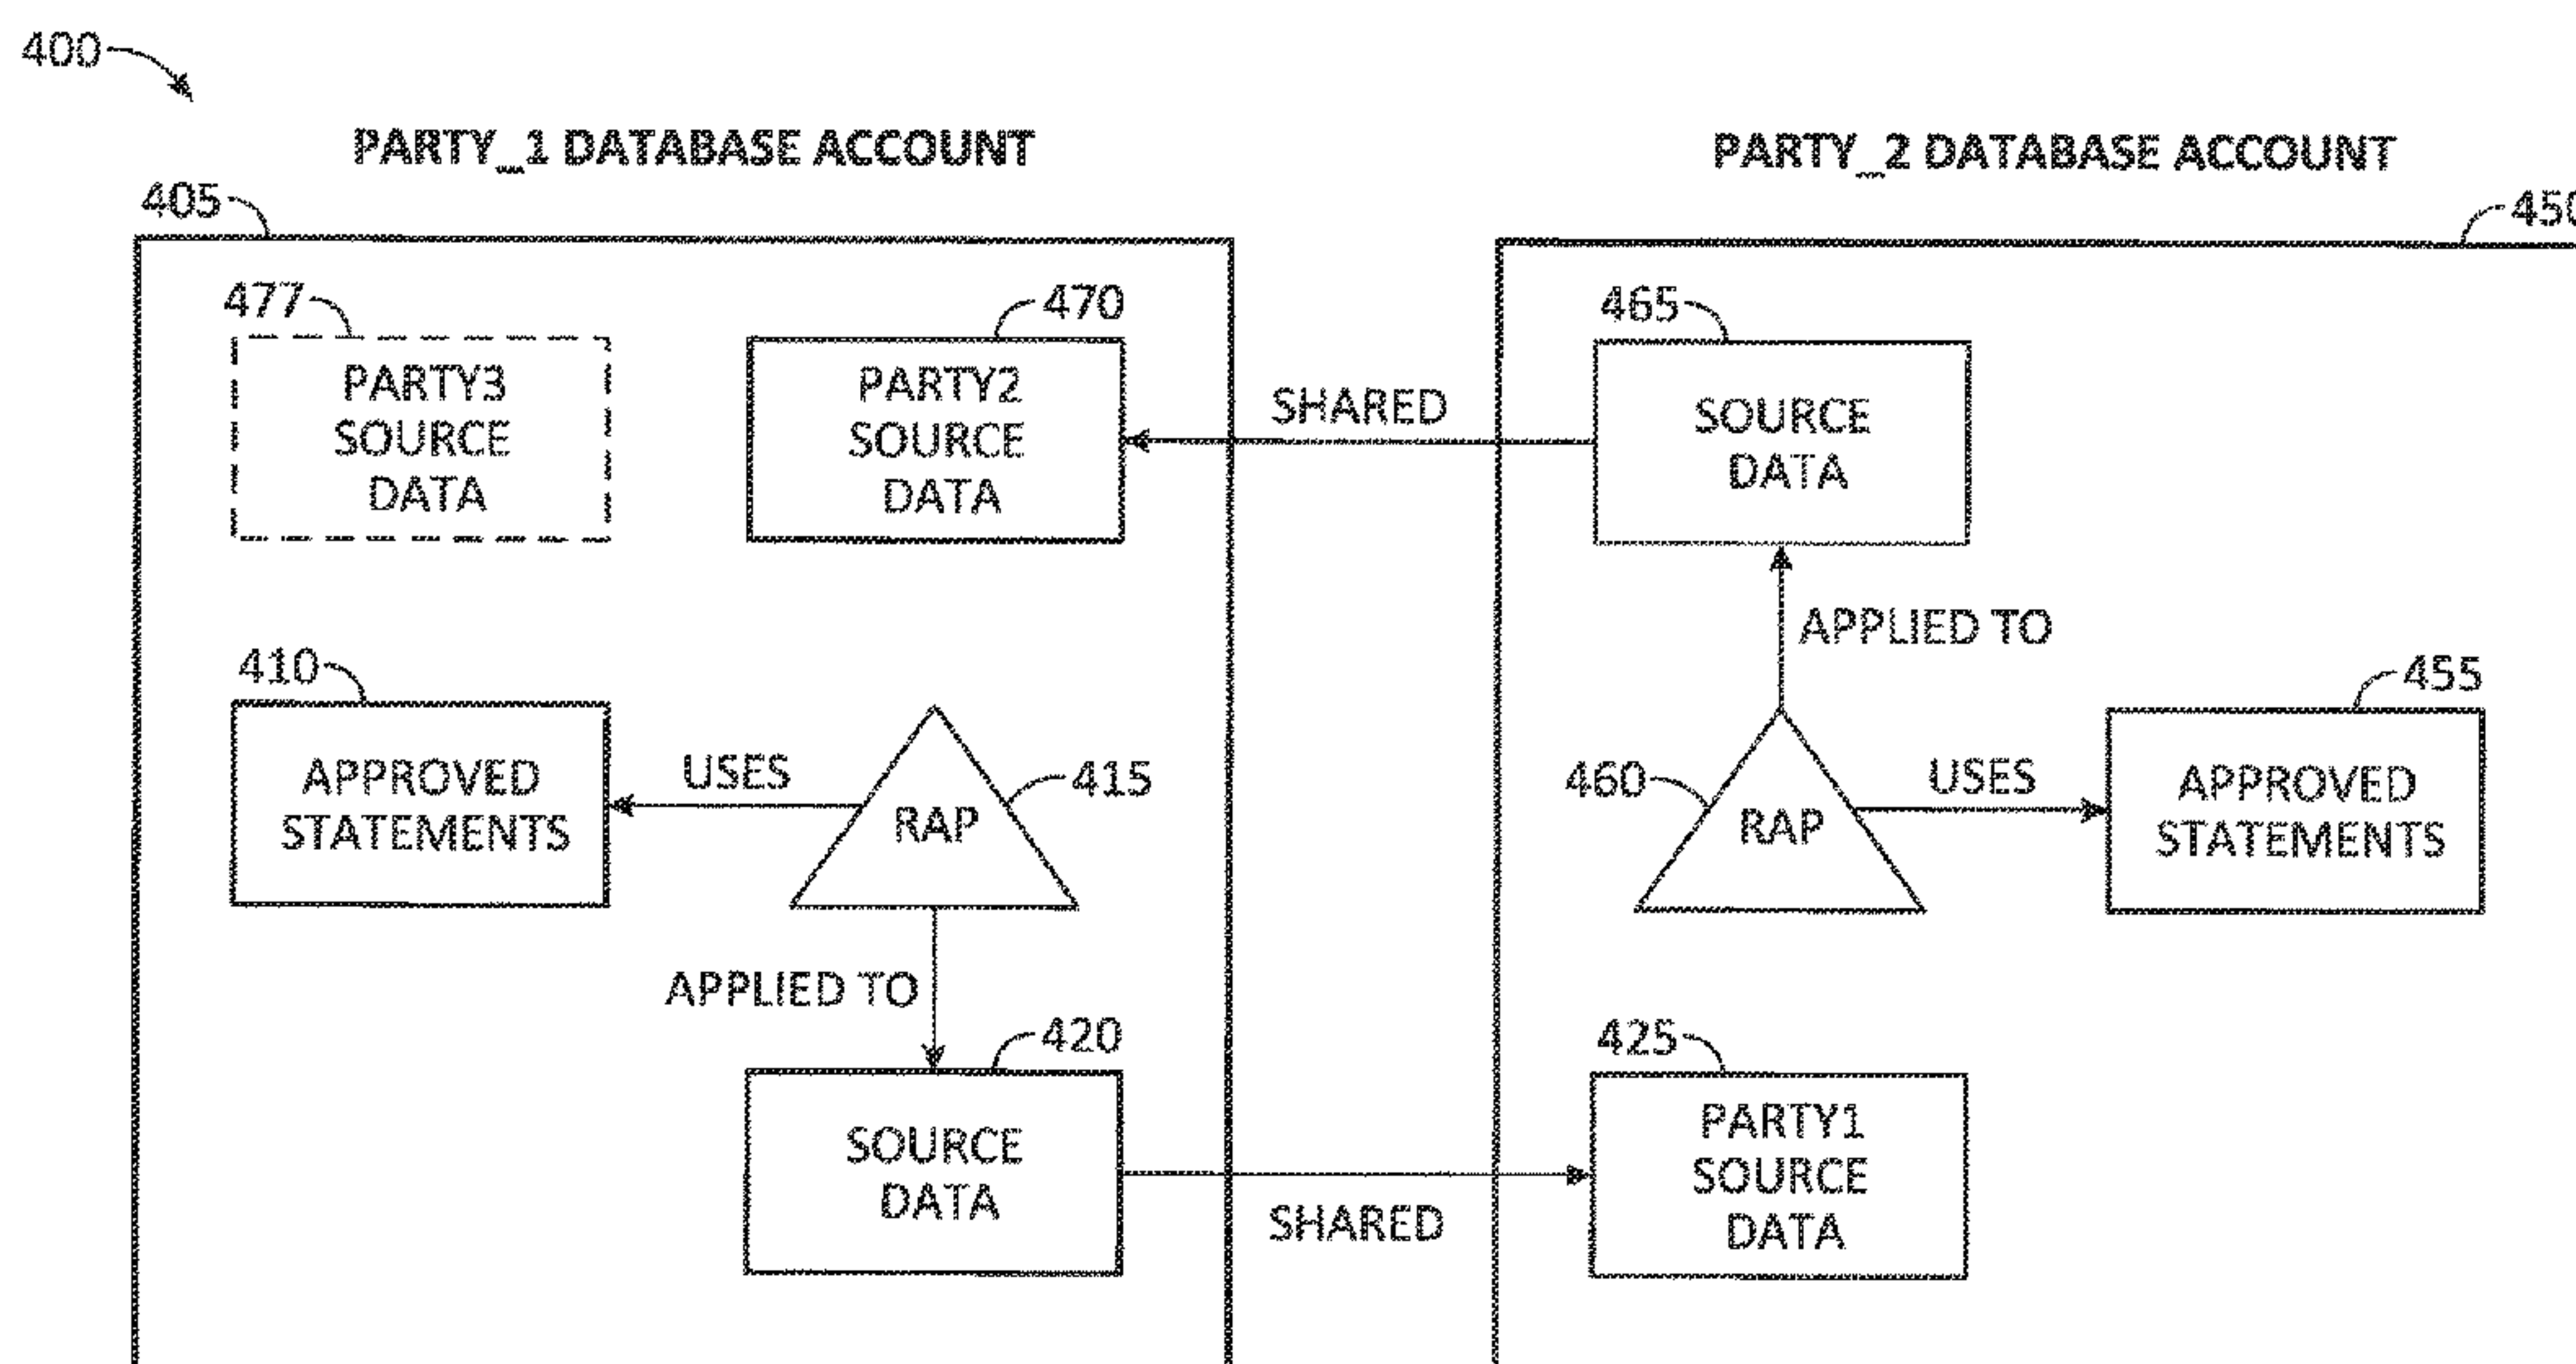 400
PARTY_1 DATABASE ACCOUNT
PARTY_2 DATABASE ACCOUNT
405
450
477
470
465
PARTY3
SOURCE
DATA
PARTY2
SOURCE
DATA
SHARED
SOURCE
DATA
APPLIED TO
410
455
APPROVED
STATEMENTS
USES
RAP
415
460
RAP
USES
APPROVED
STATEMENTS
APPLIED TO
420
425
SOURCE
DATA
SHARED
PARTY1
SOURCE
DATA